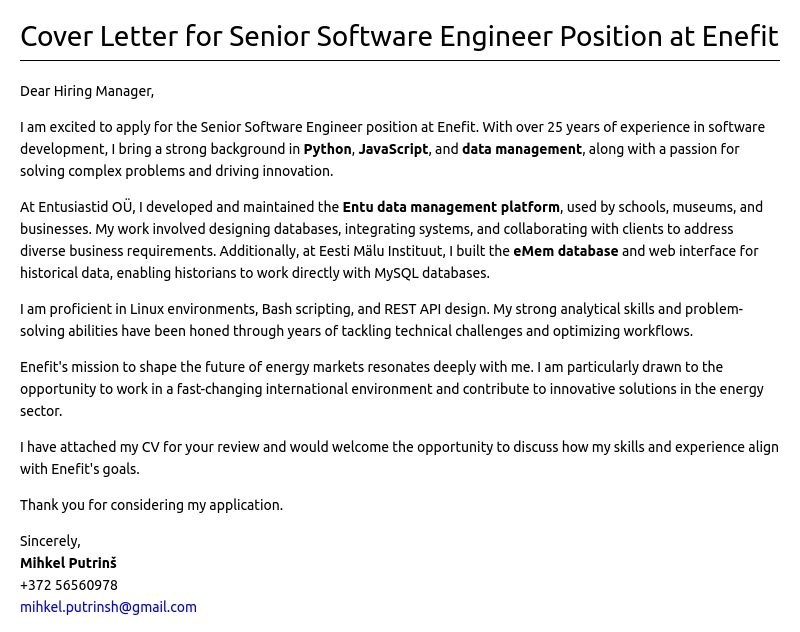 Cover Letter for Senior Software Engineer Position at Enefit
Dear Hiring Manager,
I am excited to apply for the Senior Software Engineer position at Enefit. With over 25 years of experience in software
development, I bring a strong background in Python, JavaScript, and data management, along with a passion for
solving complex problems and driving innovation.
At Entusiastid OÜ, I developed and maintained the Entu data management platform, used by schools, museums, and
businesses. My work involved designing databases, integrating systems, and collaborating with clients to address
diverse business requirements. Additionally, at Eesti Mälu Instituut, I built the eMem database and web interface for
historical data, enabling historians to work directly with MySQL databases.
I am proficient in Linux environments, Bash scripting, and REST API design. My strong analytical skills and problem-
solving abilities have been honed through years of tackling technical challenges and optimizing workflows.
Enefit's mission to shape the future of energy markets resonates deeply with me. I am particularly drawn to the
opportunity to work in a fast-changing international environment and contribute to innovative solutions in the energy
sector.
I have attached my CV for your review and would welcome the opportunity to discuss how my skills and experience align
with Enefit's goals.
Thank you for considering my application.
Sincerely,
Mihkel Putrinš
+372 56560978
mihkel.putrinsh@gmail.com